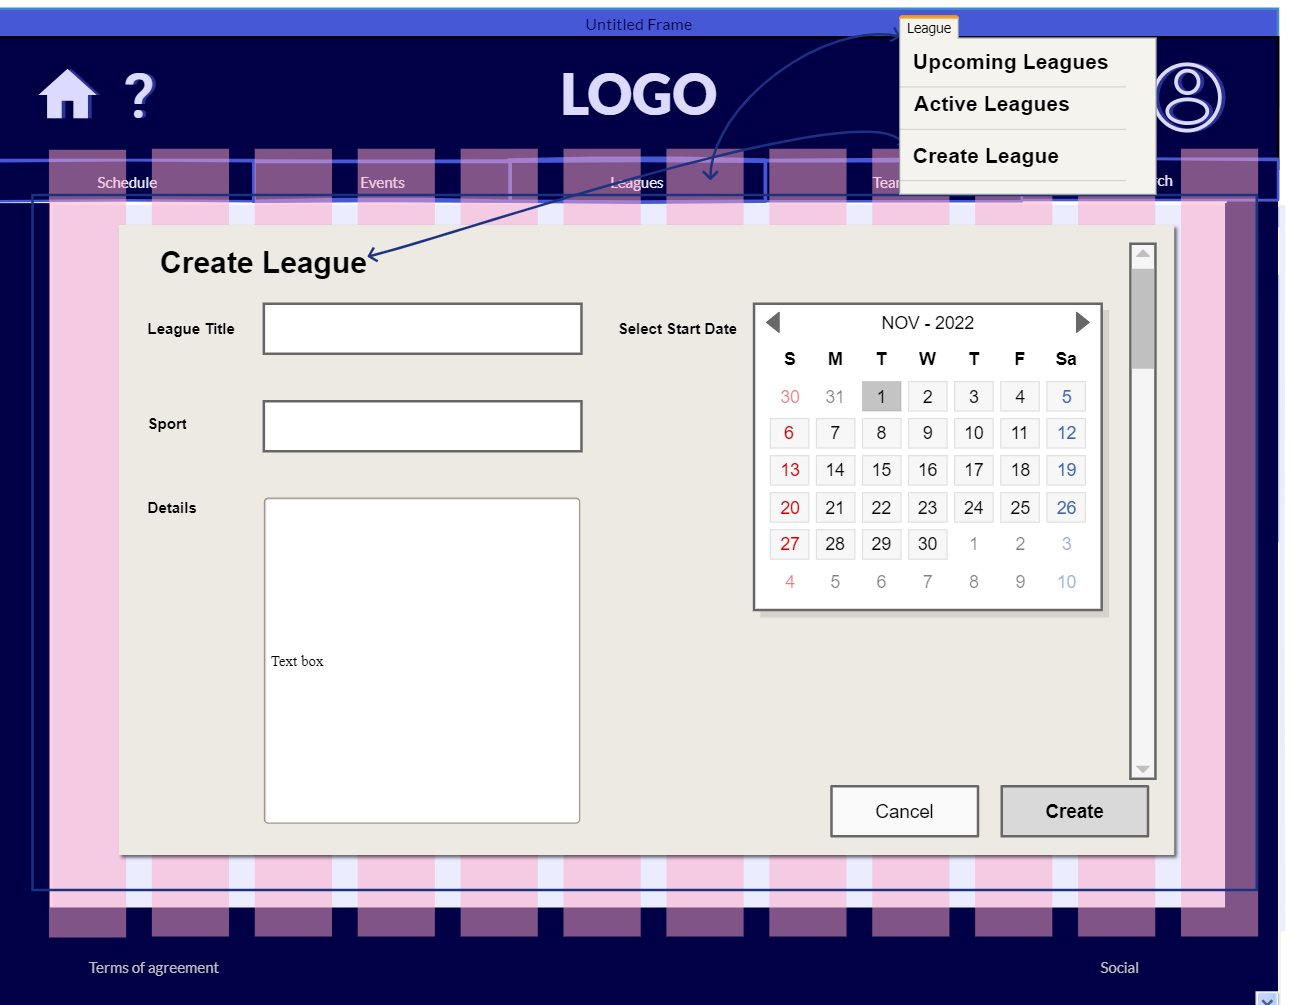 Untitled Frame
League
Upcoming Leagues
Active Leagues
Create League
?
LOGO
Schedule
Events
Leagues
Create League
League Title
Sport
Details
Text box
Select Start Date
NOV - 2022
S M T W T F Sa
30 31 1 2 3 4 5
6 7 8 9 10 11 12
13 14 15 16 17 18 19
20 21 22 23 24 25 26
27 28 29 30 1 2 3
4 5 6 7 8 9 10
Cancel
Create
Terms of agreement
Social